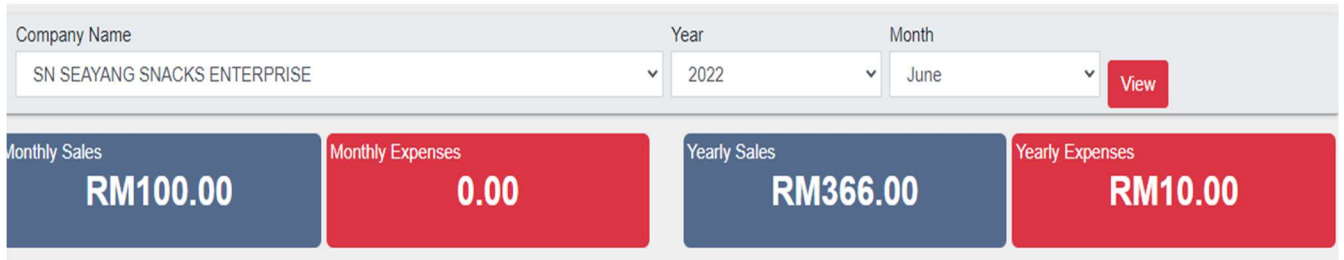 Company Name Year Month
SN SEAYANG SNACKS ENTERPRISE 2022 June View
Monthly Sales Monthly Expenses Yearly Sales Yearly Expenses
RM100.00 0.00 RM366.00 RM10.00